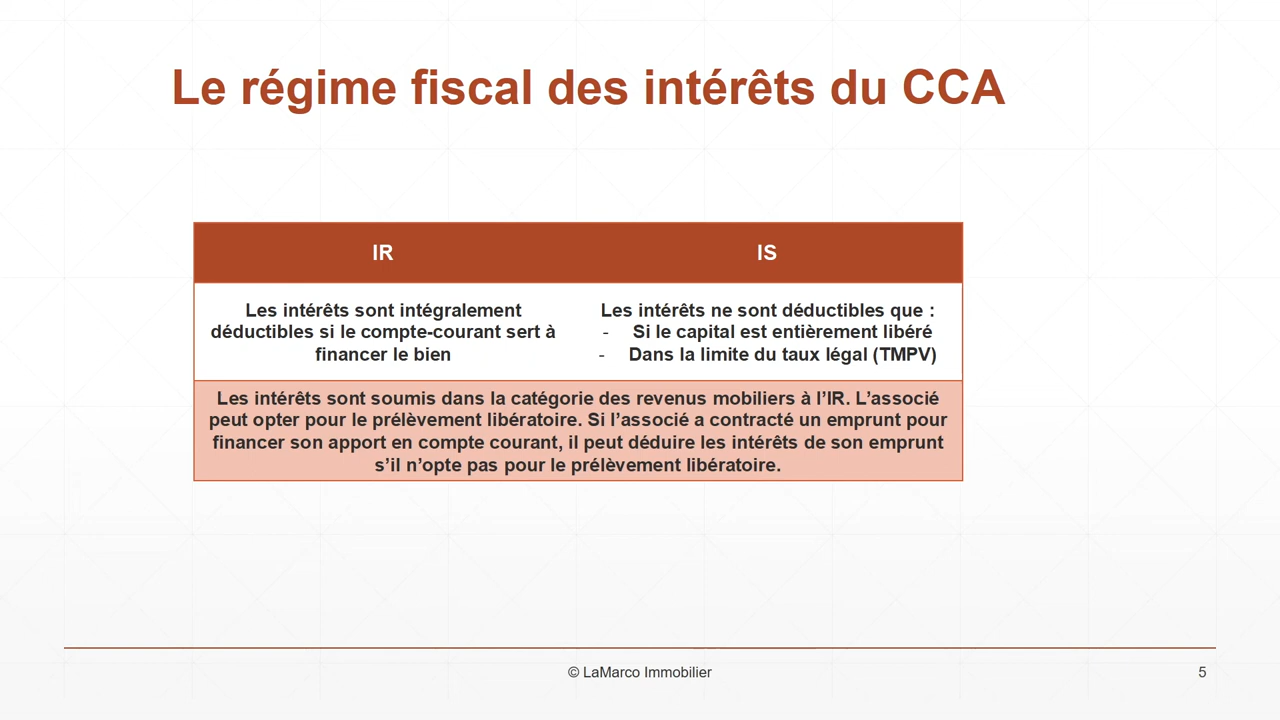 Le régime fiscal des intérêts du CCA
IR
IS
Les intérêts sont intégralement
déductibles si le compte-courant sert à
financer le bien
Les intérêts ne sont déductibles que :
- Si le capital est entièrement libéré
- Dans la limite du taux légal (TMPV)
Les intérêts sont soumis dans la catégorie des revenus mobiliers à l’IR. L’associé
peut opter pour le prélèvement libératoire. Si l’associé a contracté un emprunt pour
financer son apport en compte courant, il peut déduire les intérêts de son emprunt
s’il n’opte pas pour le prélèvement libératoire.
© LaMarco Immobilier
5